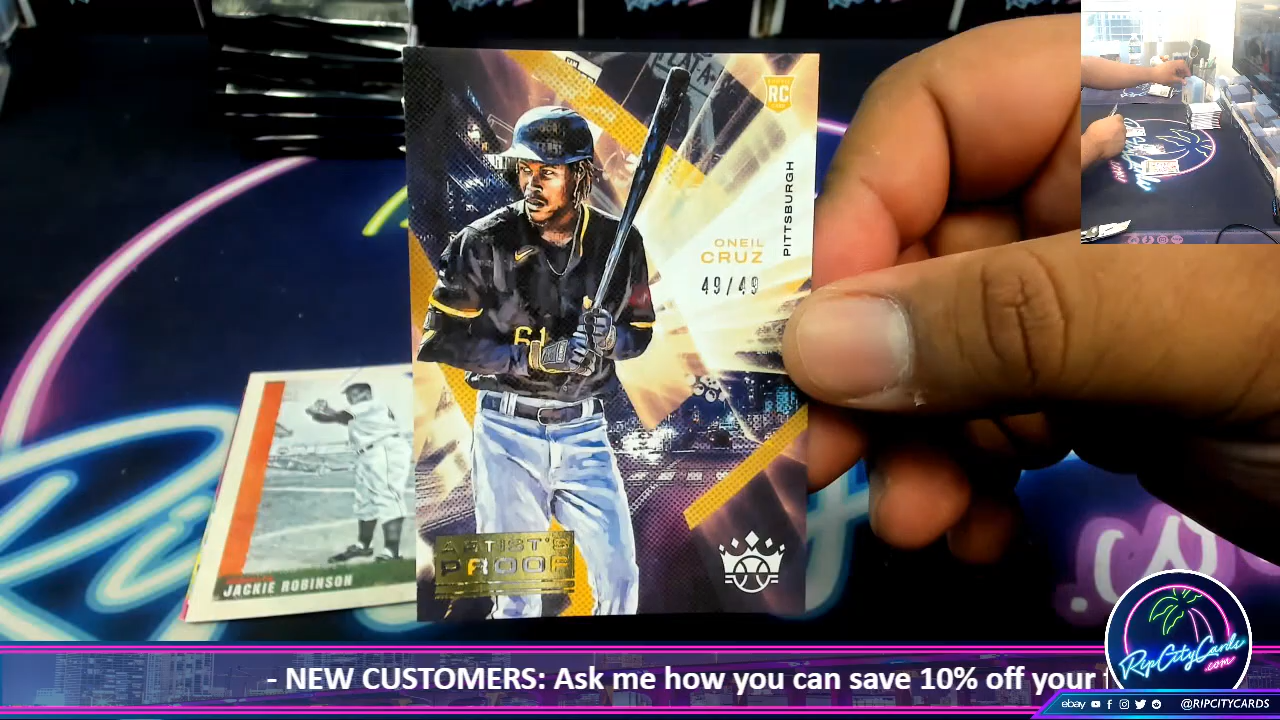 RC
PITTSBURGH
ONEIL
CRUZ
49/49
61
ARTIST'S
PROOF
JACKIE ROBINSON
- NEW CUSTOMERS: Ask me how you can save 10% off your
RipCityCards
.com
ebay
@RIPCITYCARDS